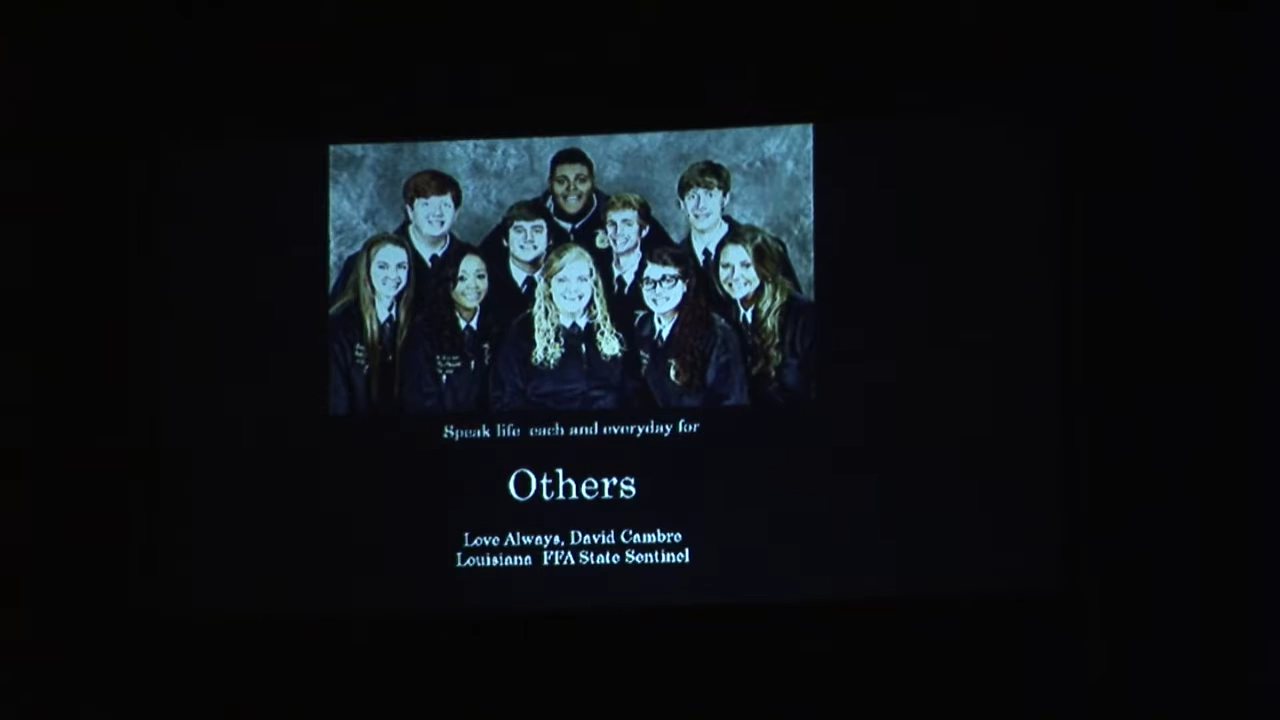 Speak life each and everyday for
Others
Love Always, David Cambre
Louisiana FFA State Sentinel